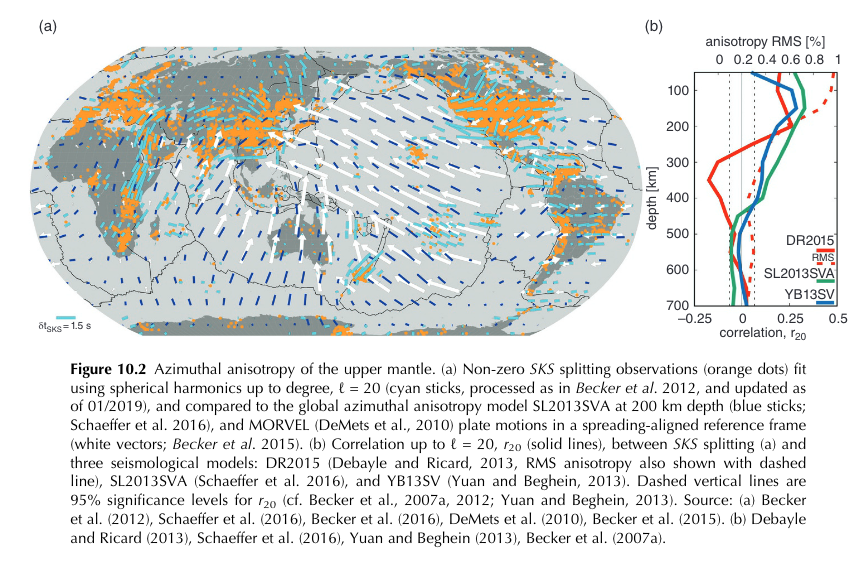 (a)
(b)
anisotropy RMS [%]
0 0.2 0.4 0.6 0.8 1
100
200
300
400
500
600
700
depth [km]
DR2015
RMS
SL2013SVA
YB13SV
−0.25 0 0.25 0.5
correlation, r20
δtSKS = 1.5 s
Figure 10.2 Azimuthal anisotropy of the upper mantle. (a) Non-zero SKS splitting observations (orange dots) fit
using spherical harmonics up to degree, ℓ = 20 (cyan sticks, processed as in Becker et al. 2012, and updated as
of 01/2019), and compared to the global azimuthal anisotropy model SL2013SVA at 200 km depth (blue sticks;
Schaeffer et al. 2016), and MORVEL (DeMets et al., 2010) plate motions in a spreading-aligned reference frame
(white vectors; Becker et al. 2015). (b) Correlation up to ℓ = 20, r20 (solid lines), between SKS splitting (a) and
three seismological models: DR2015 (Debayle and Ricard, 2013, RMS anisotropy also shown with dashed
line), SL2013SVA (Schaeffer et al. 2016), and YB13SV (Yuan and Beghein, 2013). Dashed vertical lines are
95% significance levels for r20 (cf. Becker et al., 2007a, 2012; Yuan and Beghein, 2013). Source: (a) Becker
et al. (2012), Schaeffer et al. (2016), Becker et al. (2016), DeMets et al. (2010), Becker et al. (2015). (b) Debayle
and Ricard (2013), Schaeffer et al. (2016), Yuan and Beghein (2013), Becker et al. (2007a).